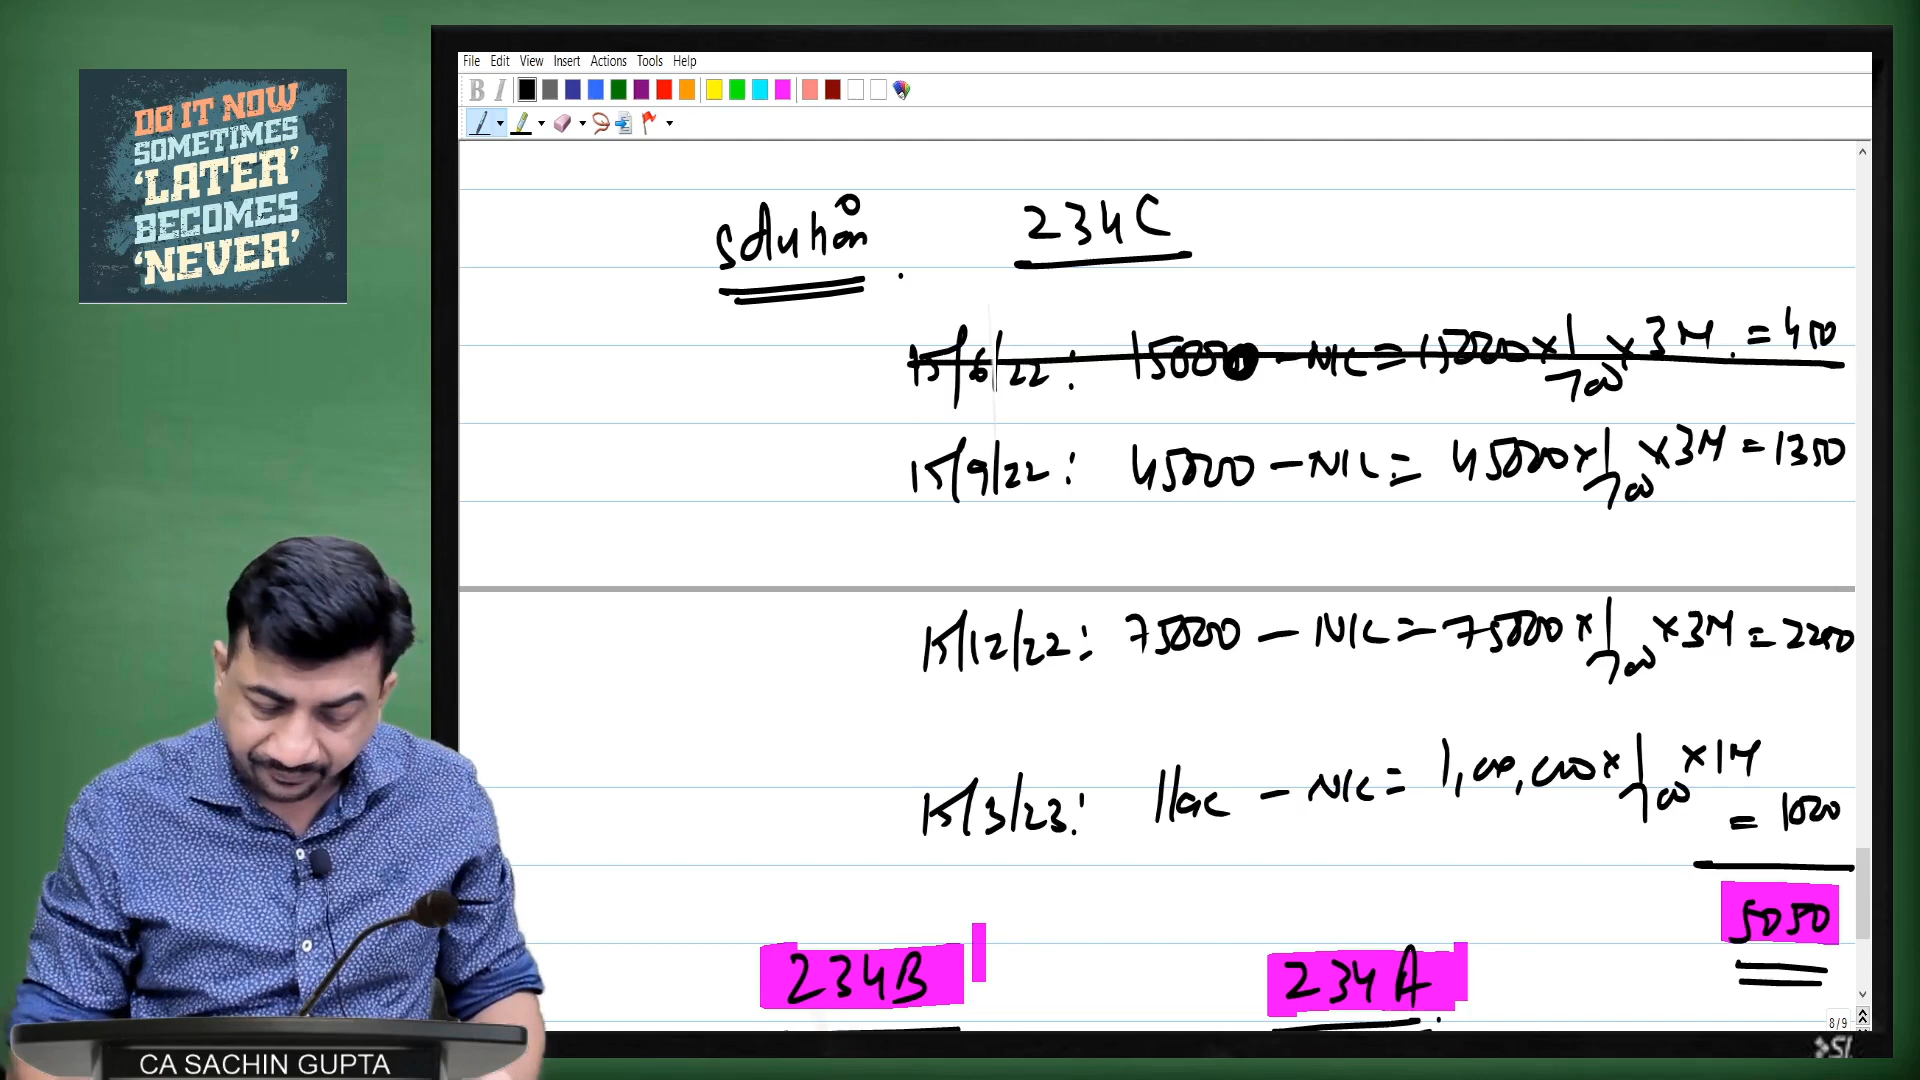 DO IT NOW
SOMETIMES
‘LATER’
BECOMES
‘NEVER’
File Edit View Insert Actions Tools Help
B I
Solution 234C
15/6/22: 15000 - NIL = 15000 × 1/100 × 3M. = 450
15/9/22: 45000 - NIL = 45000 × 1/100 × 3M = 1350
15/12/22: 75000 - NIL = 75000 × 1/100 × 3M = 2250
15/3/23: 1lac - NIL = 1,00,000 × 1/100 × 1M
= 1000
5050
234B 234A
8/9
CA SACHIN GUPTA